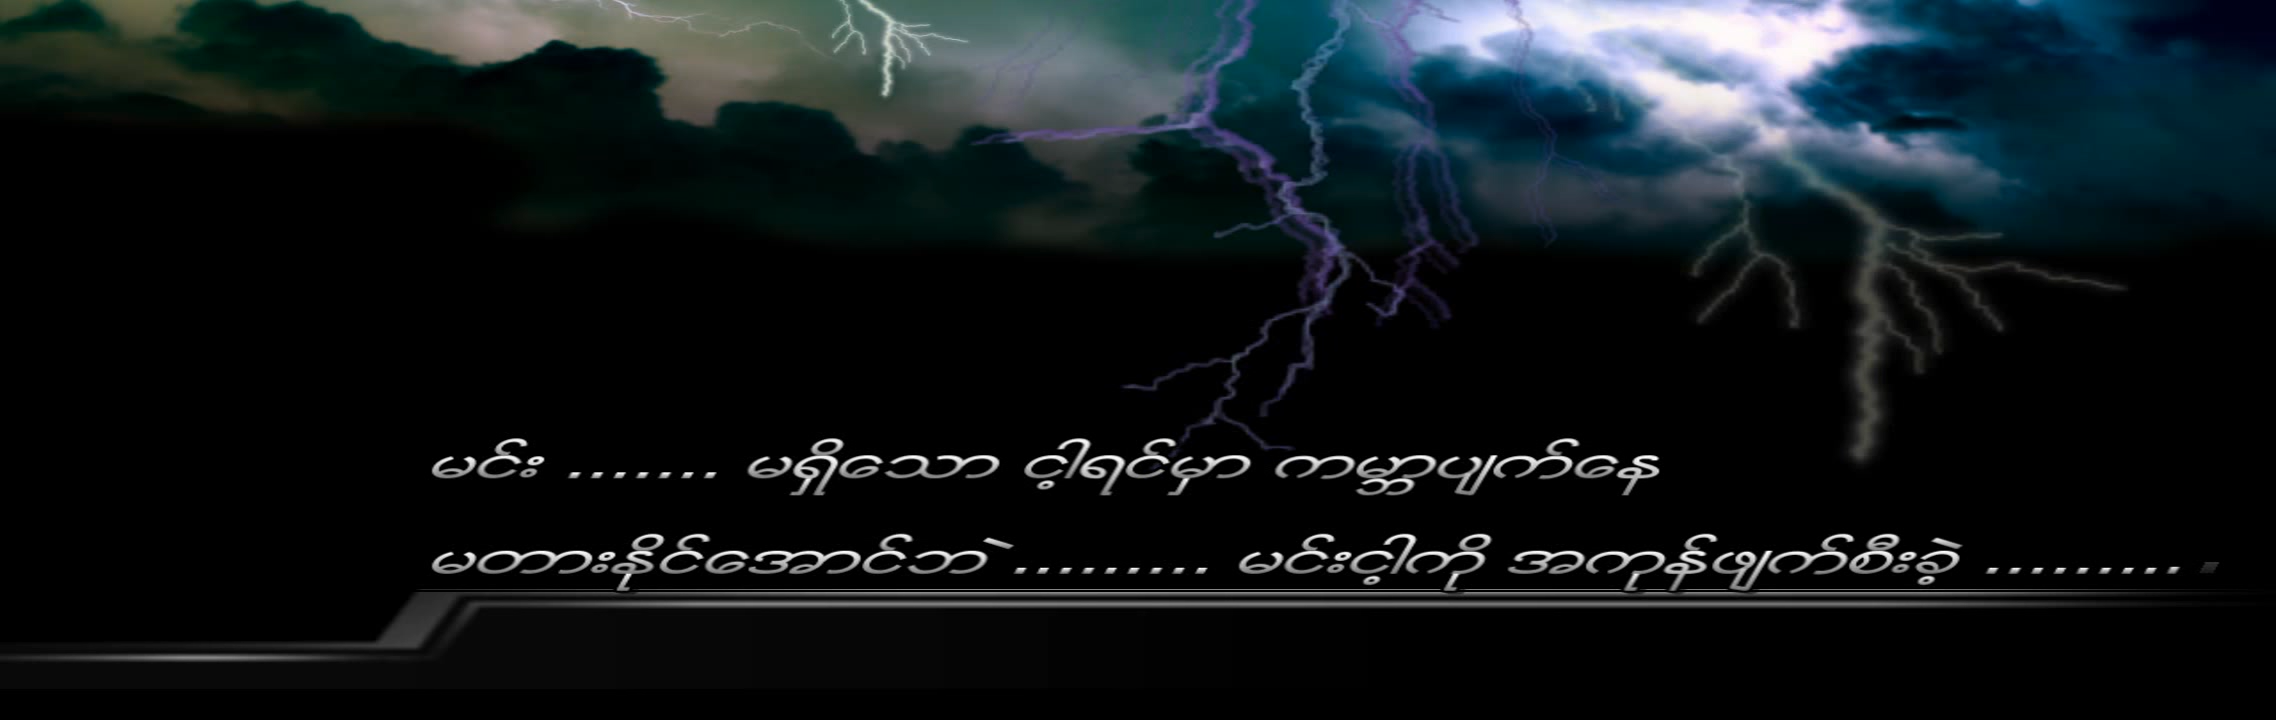 မင်း ....... မရှိသော ငါ့ရင်မှာ ကမ္ဘာပျက်နေ
မတားနိုင်အောင်ဘဲ ......... မင်းငါ့ကို အကုန်ဖျက်စီးခဲ့ .........